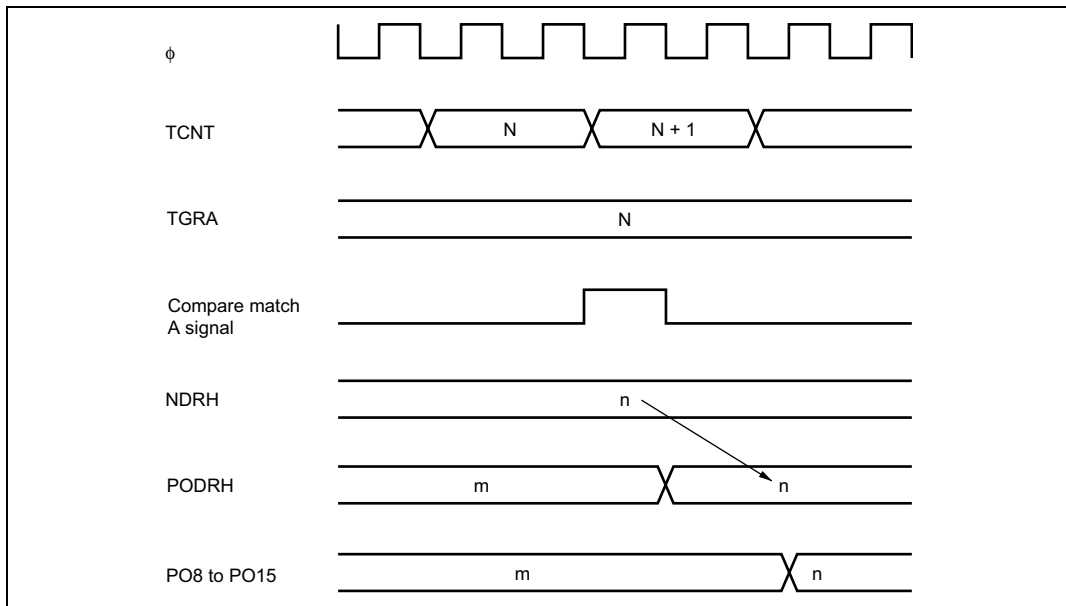 ϕ
TCNT N N + 1
TGRA N
Compare match
A signal
NDRH n
PODRH m n
PO8 to PO15 m n